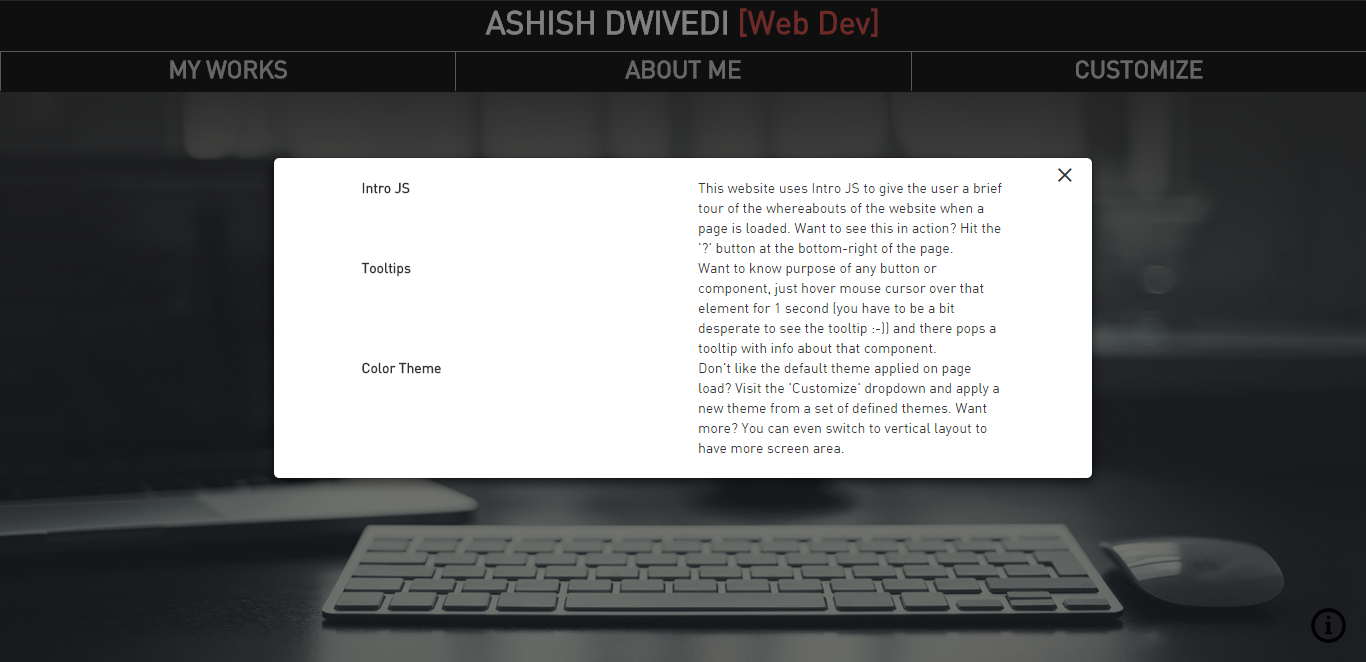 ASHISH DWIVEDI [Web Dev]
MY WORKS
ABOUT ME
CUSTOMIZE
Intro JS
This website uses Intro JS to give the user a brief
tour of the whereabouts of the website when a
page is loaded. Want to see this in action? Hit the
'?' button at the bottom-right of the page.
Tooltips
Want to know purpose of any button or
component, just hover mouse cursor over that
element for 1 second (you have to be a bit
desperate to see the tooltip :-)) and there pops a
tooltip with info about that component.
Color Theme
Don't like the default theme applied on page
load? Visit the 'Customize' dropdown and apply a
new theme from a set of defined themes. Want
more? You can even switch to vertical layout to
have more screen area.